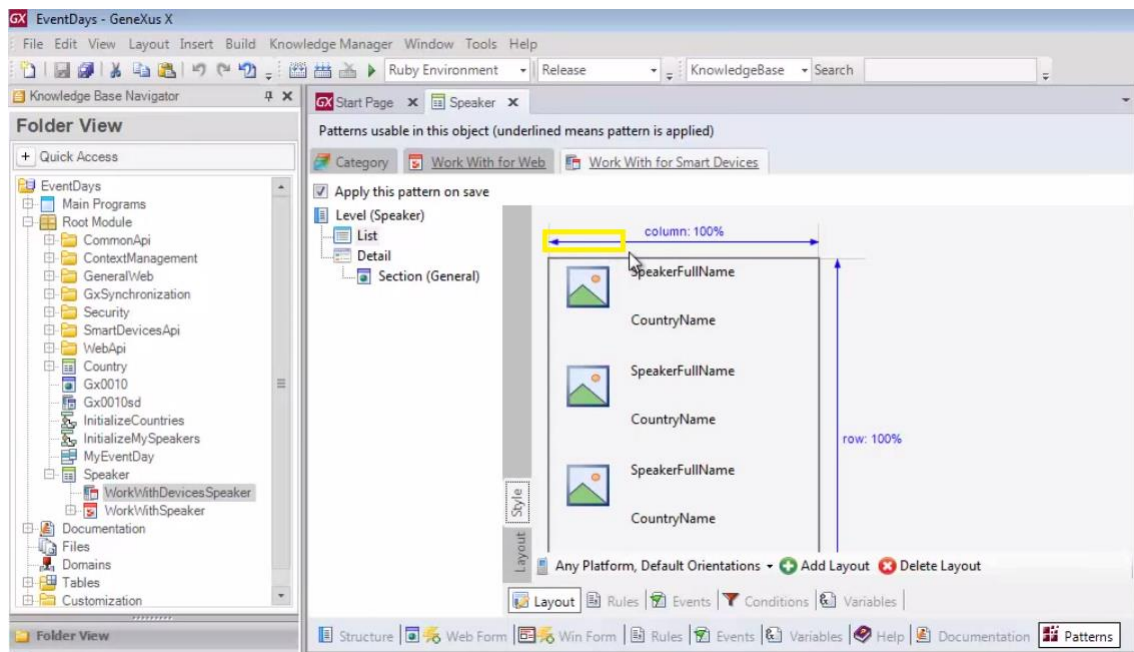 GX EventDays - GeneXus X
File Edit View Layout Insert Build Knowledge Manager Window Tools Help
Ruby Environment Release KnowledgeBase Search
Knowledge Base Navigator
GX Start Page Speaker
Folder View
Patterns usable in this object (underlined means pattern is applied)
+ Quick Access
Category Work With for Web Work With for Smart Devices
Apply this pattern on save
EventDays
Main Programs
Root Module
CommonApi
ContextManagement
GeneralWeb
GxSynchronization
Security
SmartDevicesApi
WebApi
Country
Gx0010
Gx0010sd
InitializeCountries
InitializeMySpeakers
MyEventDay
Speaker
WorkWithDevicesSpeaker
WorkWithSpeaker
Documentation
Files
Domains
Tables
Customization
Folder View
Level (Speaker)
List
Detail
Section (General)
column: 100%
SpeakerFullName
CountryName
SpeakerFullName
CountryName
row: 100%
SpeakerFullName
CountryName
Style
Layout
Any Platform, Default Orientations Add Layout Delete Layout
Layout Rules Events Conditions Variables
Structure Web Form Win Form Rules Events Variables Help Documentation Patterns